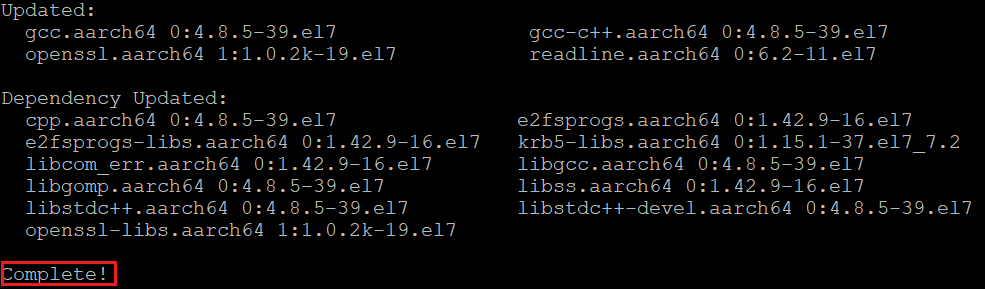 Updated:
gcc.aarch64 0:4.8.5-39.el7 gcc-c++.aarch64 0:4.8.5-39.el7
openssl.aarch64 1:1.0.2k-19.el7 readline.aarch64 0:6.2-11.el7
Dependency Updated:
cpp.aarch64 0:4.8.5-39.el7 e2fsprogs.aarch64 0:1.42.9-16.el7
e2fsprogs-libs.aarch64 0:1.42.9-16.el7 krb5-libs.aarch64 0:1.15.1-37.el7_7.2
libcom_err.aarch64 0:1.42.9-16.el7 libgcc.aarch64 0:4.8.5-39.el7
libgomp.aarch64 0:4.8.5-39.el7 libss.aarch64 0:1.42.9-16.el7
libstdc++.aarch64 0:4.8.5-39.el7 libstdc++-devel.aarch64 0:4.8.5-39.el7
openssl-libs.aarch64 1:1.0.2k-19.el7
Complete!